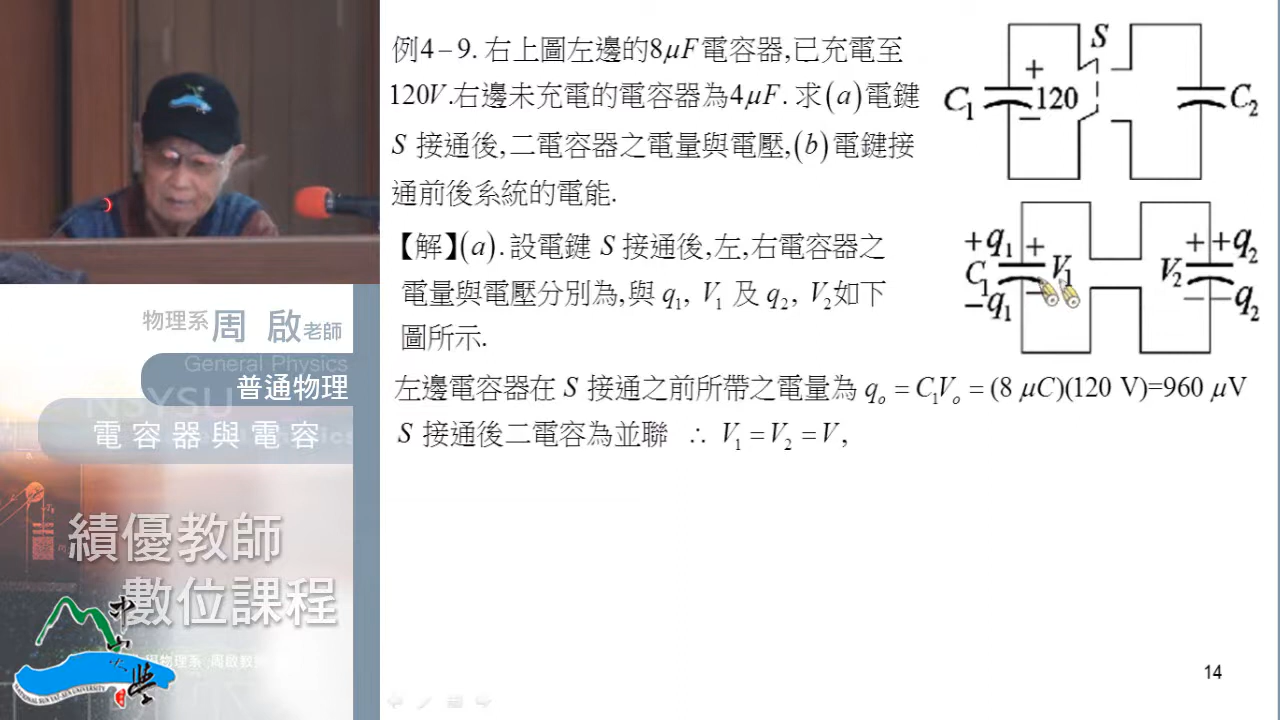 例4－9. 右上圖左邊的8μF電容器,已充電至
120V.右邊未充電的電容器為4μF. 求(a)電鍵
S 接通後,二電容器之電量與電壓,(b)電鍵接
通前後系統的電能.
【解】(a).設電鍵 S 接通後,左,右電容器之
電量與電壓分別為,與 q₁, V₁ 及 q₂, V₂如下
圖所示.
左邊電容器在 S 接通之前所帶之電量為 qₒ = C₁Vₒ = (8 μC)(120 V)=960 μV
S 接通後二電容為並聯 ∴ V₁ = V₂ = V,
S
C₁
+
120
−
C₂
+q₁ +
C₁ V₁
−q₁ −
+ +q₂
V₂
− −q₂
物理系周 啟老師
General Physics
普通物理
NSYSU
電容器與電容
績優教師
數位課程
NATIONAL SUN YAT-SEN UNIVERSITY
14